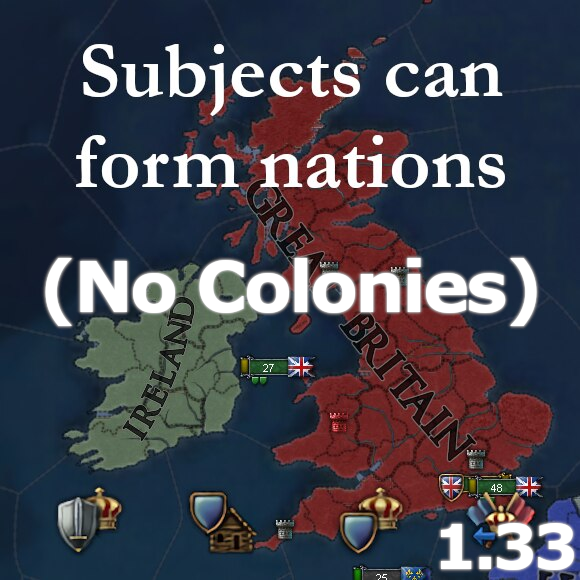 Subjects can
form nations
(No Colonies)
GREAT BRITAIN
IRELAND
27
48
25
1.33